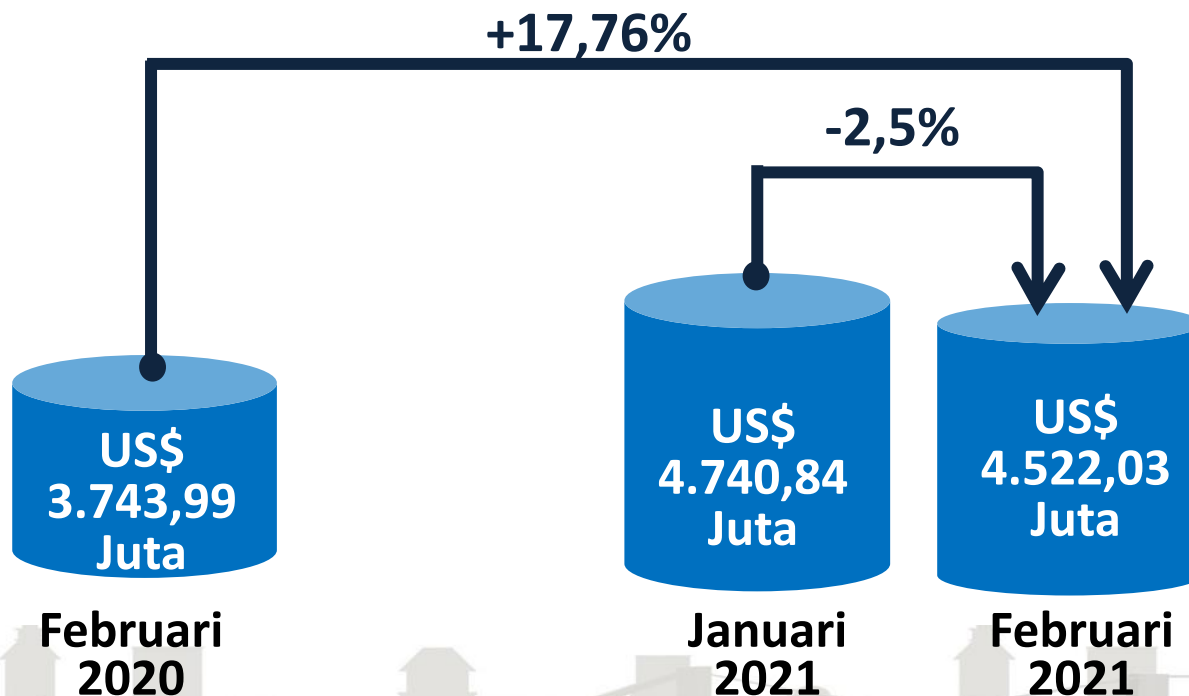 +17,76%
-2,5%
US$
3.743,99
Juta
US$
4.740,84
Juta
US$
4.522,03
Juta
Februari
2020
Januari
2021
Februari
2021